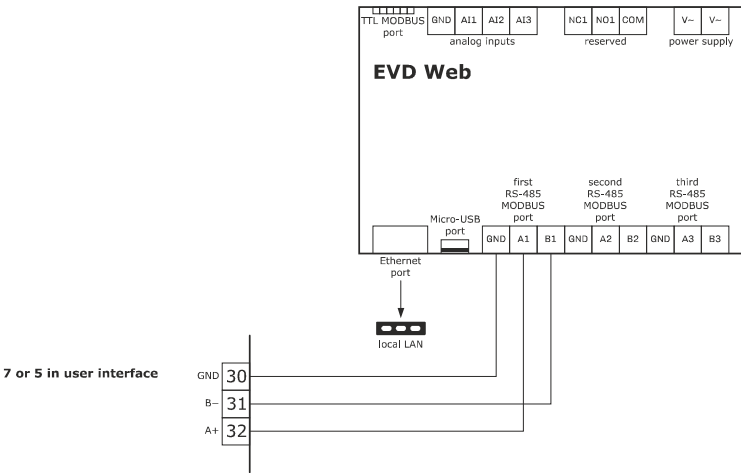 TTL MODBUS
port
GND AI1 AI2 AI3
analog inputs
NC1 NO1 COM
reserved
V~ V~
power supply
EVD Web
first
RS-485
MODBUS
port
second
RS-485
MODBUS
port
third
RS-485
MODBUS
port
Micro-USB
port
GND A1 B1 GND A2 B2 GND A3 B3
Ethernet
port
local LAN
7 or 5 in user interface
GND 30
B− 31
A+ 32